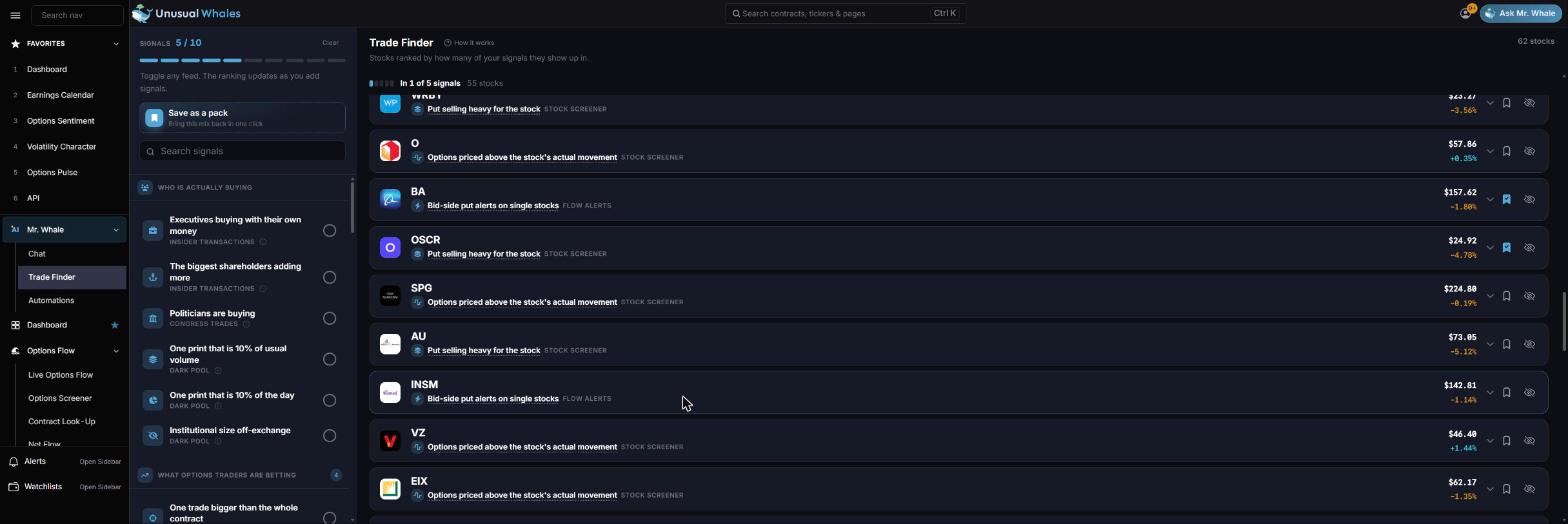 Search nav
Unusual Whales
Search contracts, tickers & pages
Ctrl K
9+
Ask Mr. Whale
FAVORITES
1 Dashboard
2 Earnings Calendar
3 Options Sentiment
4 Volatility Character
5 Options Pulse
6 API
AI Mr. Whale
Chat
Trade Finder
Automations
Dashboard
Options Flow
Live Options Flow
Options Screener
Contract Look-Up
Net Flow
Alerts Open Sidebar
Watchlists Open Sidebar
SIGNALS 5 / 10 Clear
Toggle any feed. The ranking updates as you add
signals.
Save as a pack
Bring this mix back in one click
Search signals
WHO IS ACTUALLY BUYING
Executives buying with their own
money
INSIDER TRANSACTIONS
The biggest shareholders adding
more
INSIDER TRANSACTIONS
Politicians are buying
CONGRESS TRADES
One print that is 10% of usual
volume
DARK POOL
One print that is 10% of the day
DARK POOL
Institutional size off-exchange
DARK POOL
WHAT OPTIONS TRADERS ARE BETTING 4
One trade bigger than the whole
contract
Trade Finder How it works 62 stocks
Stocks ranked by how many of your signals they show up in.
In 1 of 5 signals 55 stocks
WP WRBY $23.27
Put selling heavy for the stock STOCK SCREENER -3.56%
O $57.86
Options priced above the stock's actual movement STOCK SCREENER +0.35%
BA $157.62
Bid-side put alerts on single stocks FLOW ALERTS -1.80%
OSCR $24.92
Put selling heavy for the stock STOCK SCREENER -4.78%
SPG $224.80
Options priced above the stock's actual movement STOCK SCREENER -0.19%
AU $73.05
Put selling heavy for the stock STOCK SCREENER -5.12%
INSM $142.81
Bid-side put alerts on single stocks FLOW ALERTS -1.14%
VZ $46.40
Options priced above the stock's actual movement STOCK SCREENER +1.44%
EIX $62.17
Options priced above the stock's actual movement STOCK SCREENER -1.35%